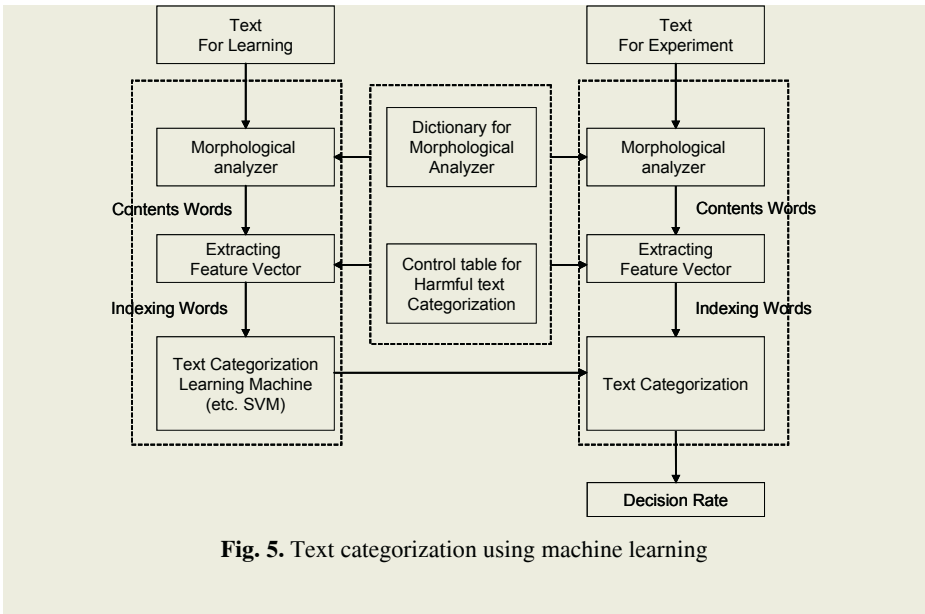 Text
For Learning
Text
For Experiment
Morphological
analyzer
Dictionary for
Morphological
Analyzer
Morphological
analyzer
Contents Words
Contents Words
Extracting
Feature Vector
Control table for
Harmful text
Categorization
Extracting
Feature Vector
Indexing Words
Indexing Words
Text Categorization
Learning Machine
(etc. SVM)
Text Categorization
Decision Rate
Fig. 5. Text categorization using machine learning